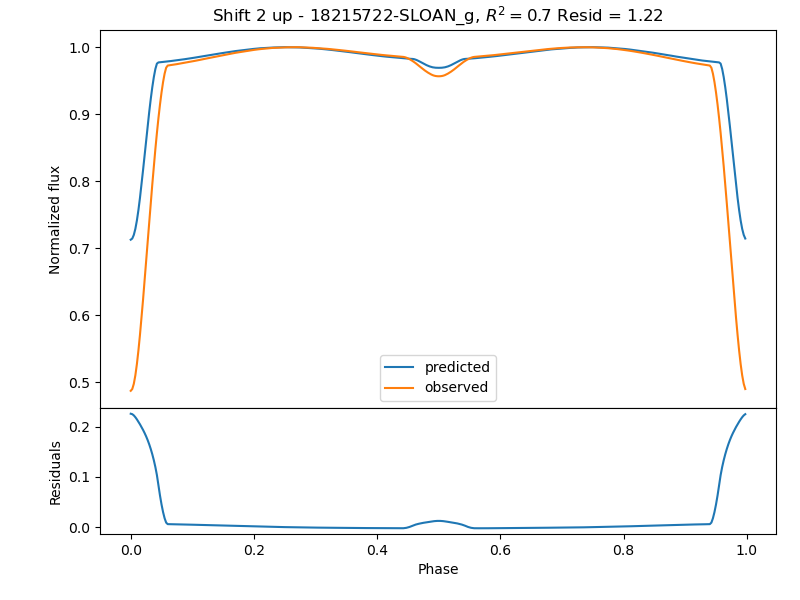 Shift 2 up - 18215722-SLOAN_g, $R^2 = 0.7$ Resid = 1.22
1.0
0.9
0.8
0.7
0.6
0.5
Normalized flux
predicted
observed
0.2
0.1
0.0
Residuals
0.0 0.2 0.4 0.6 0.8 1.0
Phase